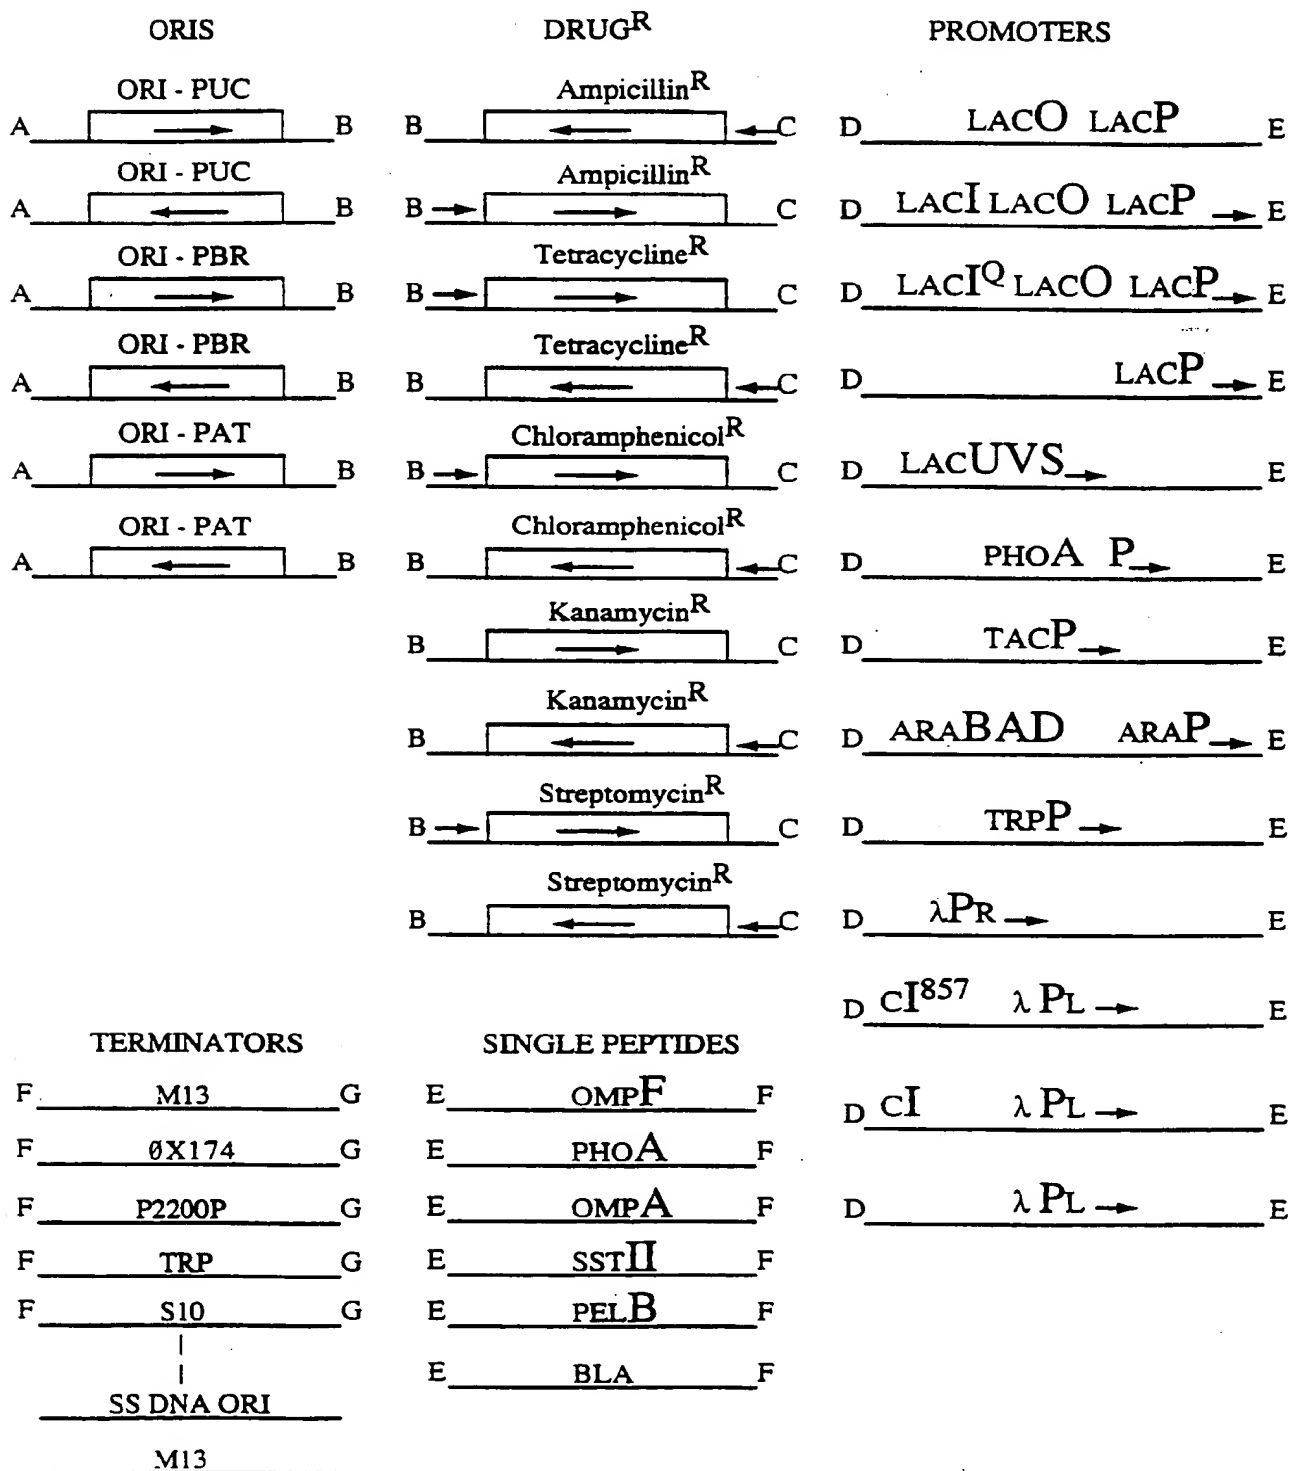 ORIS
ORI - PUC
A B
ORI - PUC
A B
ORI - PBR
A B
ORI - PBR
A B
ORI - PAT
A B
ORI - PAT
A B
DRUGR
AmpicillinR
B C
AmpicillinR
B C
TetracyclineR
B C
TetracyclineR
B C
ChloramphenicolR
B C
ChloramphenicolR
B C
KanamycinR
B C
KanamycinR
B C
StreptomycinR
B C
StreptomycinR
B C
PROMOTERS
D LACO LACP E
D LACI LACO LACP E
D LACIQ LACO LACP E
D LACP E
D LACUVS E
D PHOA P E
D TACP E
D ARABAD ARAP E
D TRPP E
D λPR E
D CI857 λ PL E
D CI λ PL E
D λ PL E
TERMINATORS
F M13 G
F ØX174 G
F P2200P G
F TRP G
F S10 G
SS DNA ORI
M13
SINGLE PEPTIDES
E OMPF F
E PHOA F
E OMPA F
E SSTII F
E PELB F
E BLA F